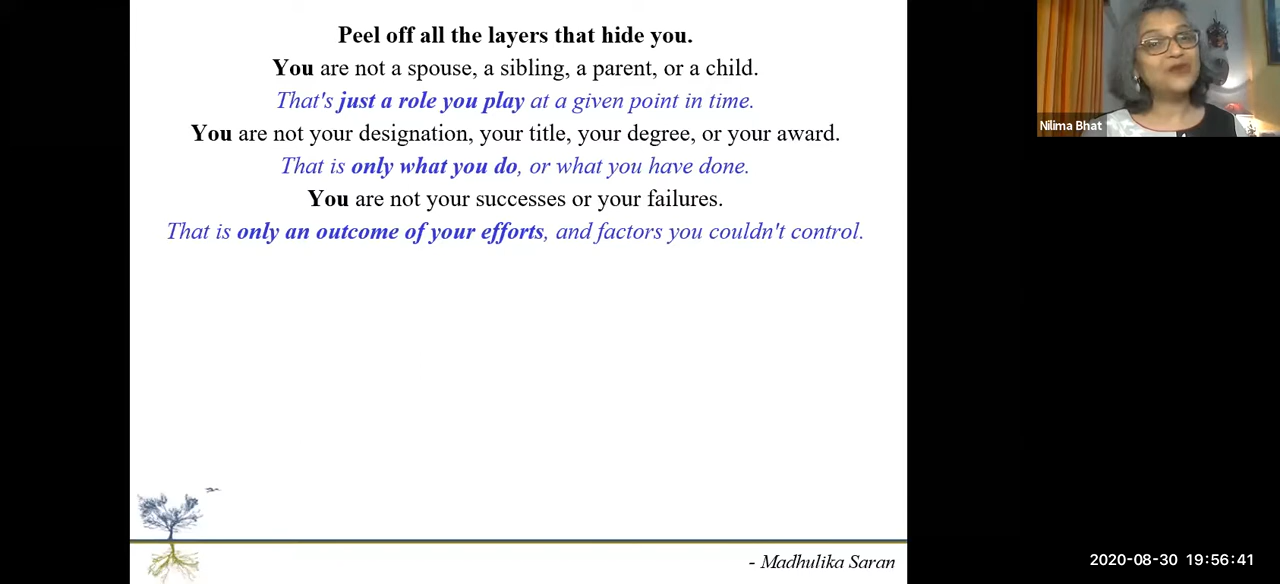 Peel off all the layers that hide you.
You are not a spouse, a sibling, a parent, or a child.
That's just a role you play at a given point in time.
You are not your designation, your title, your degree, or your award.
That is only what you do, or what you have done.
You are not your successes or your failures.
That is only an outcome of your efforts, and factors you couldn't control.
- Madhulika Saran
Nilima Bhat
2020-08-30 19:56:41